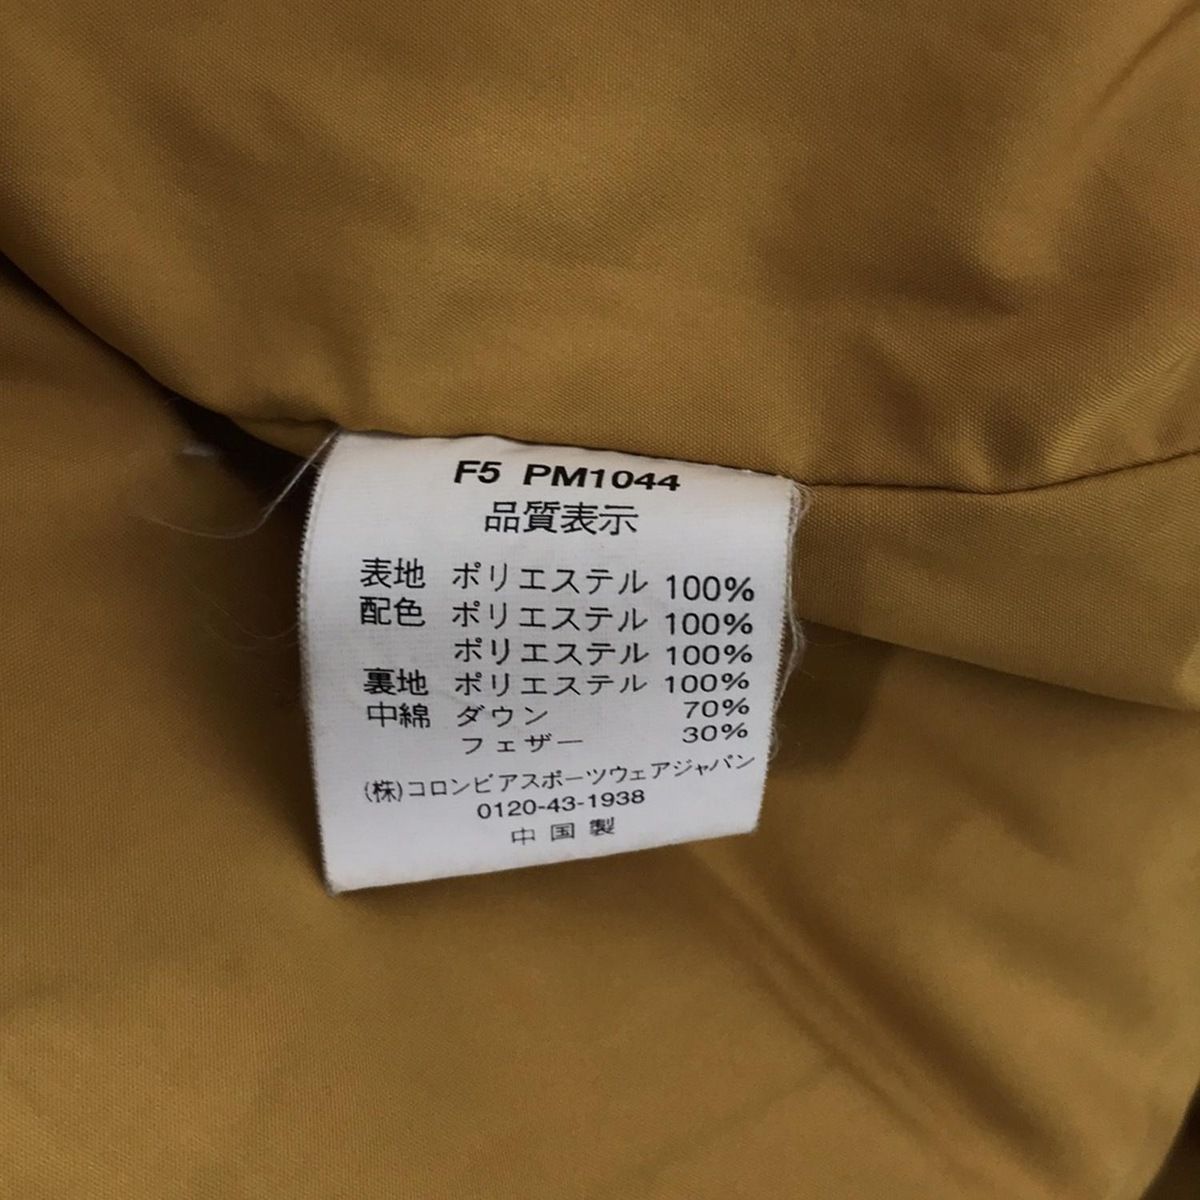 F5 PM1044
品質表示
表地 ポリエステル 100%
配色 ポリエステル 100%
ポリエステル 100%
裏地 ポリエステル 100%
中綿 ダウン 70%
フェザー 30%
(株)コロンビアスポーツウェアジャパン
0120-43-1938
中国製